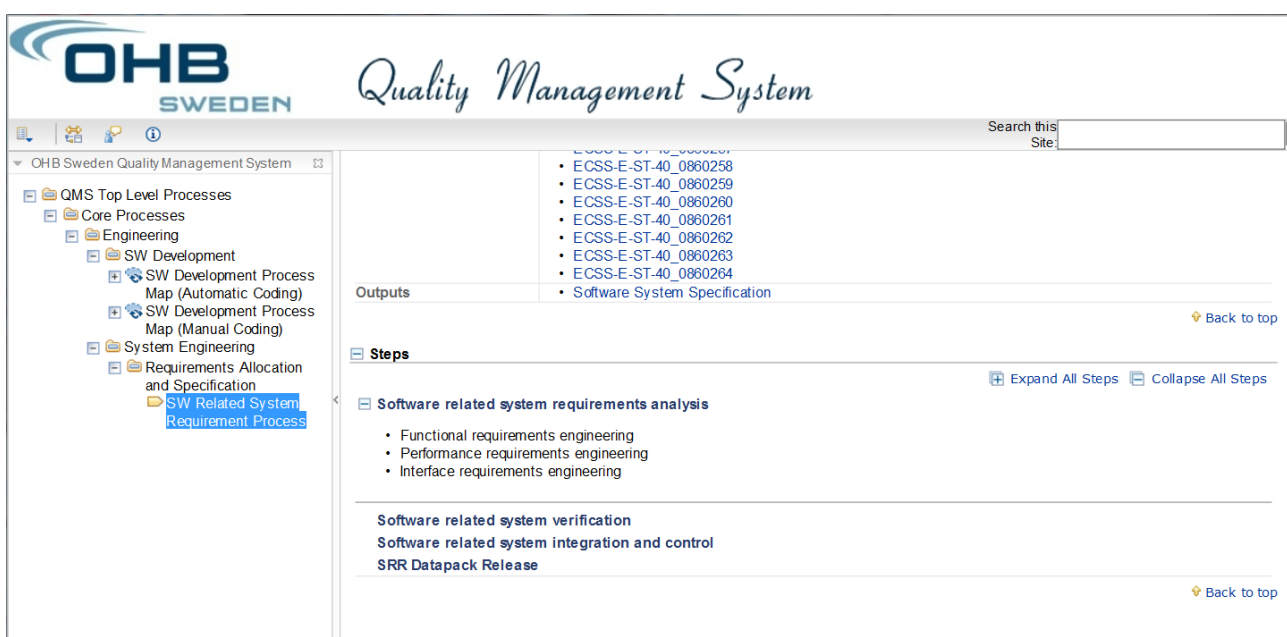 OHB
SWEDEN
Quality Management System
Search this
Site:
OHB Sweden Quality Management System
QMS Top Level Processes
Core Processes
Engineering
SW Development
SW Development Process
Map (Automatic Coding)
SW Development Process
Map (Manual Coding)
System Engineering
Requirements Allocation
and Specification
SW Related System
Requirement Process
• ECSS-E-ST-40_0860258
• ECSS-E-ST-40_0860259
• ECSS-E-ST-40_0860260
• ECSS-E-ST-40_0860261
• ECSS-E-ST-40_0860262
• ECSS-E-ST-40_0860263
• ECSS-E-ST-40_0860264
Outputs • Software System Specification
Back to top
Steps
Expand All Steps Collapse All Steps
Software related system requirements analysis
• Functional requirements engineering
• Performance requirements engineering
• Interface requirements engineering
Software related system verification
Software related system integration and control
SRR Datapack Release
Back to top